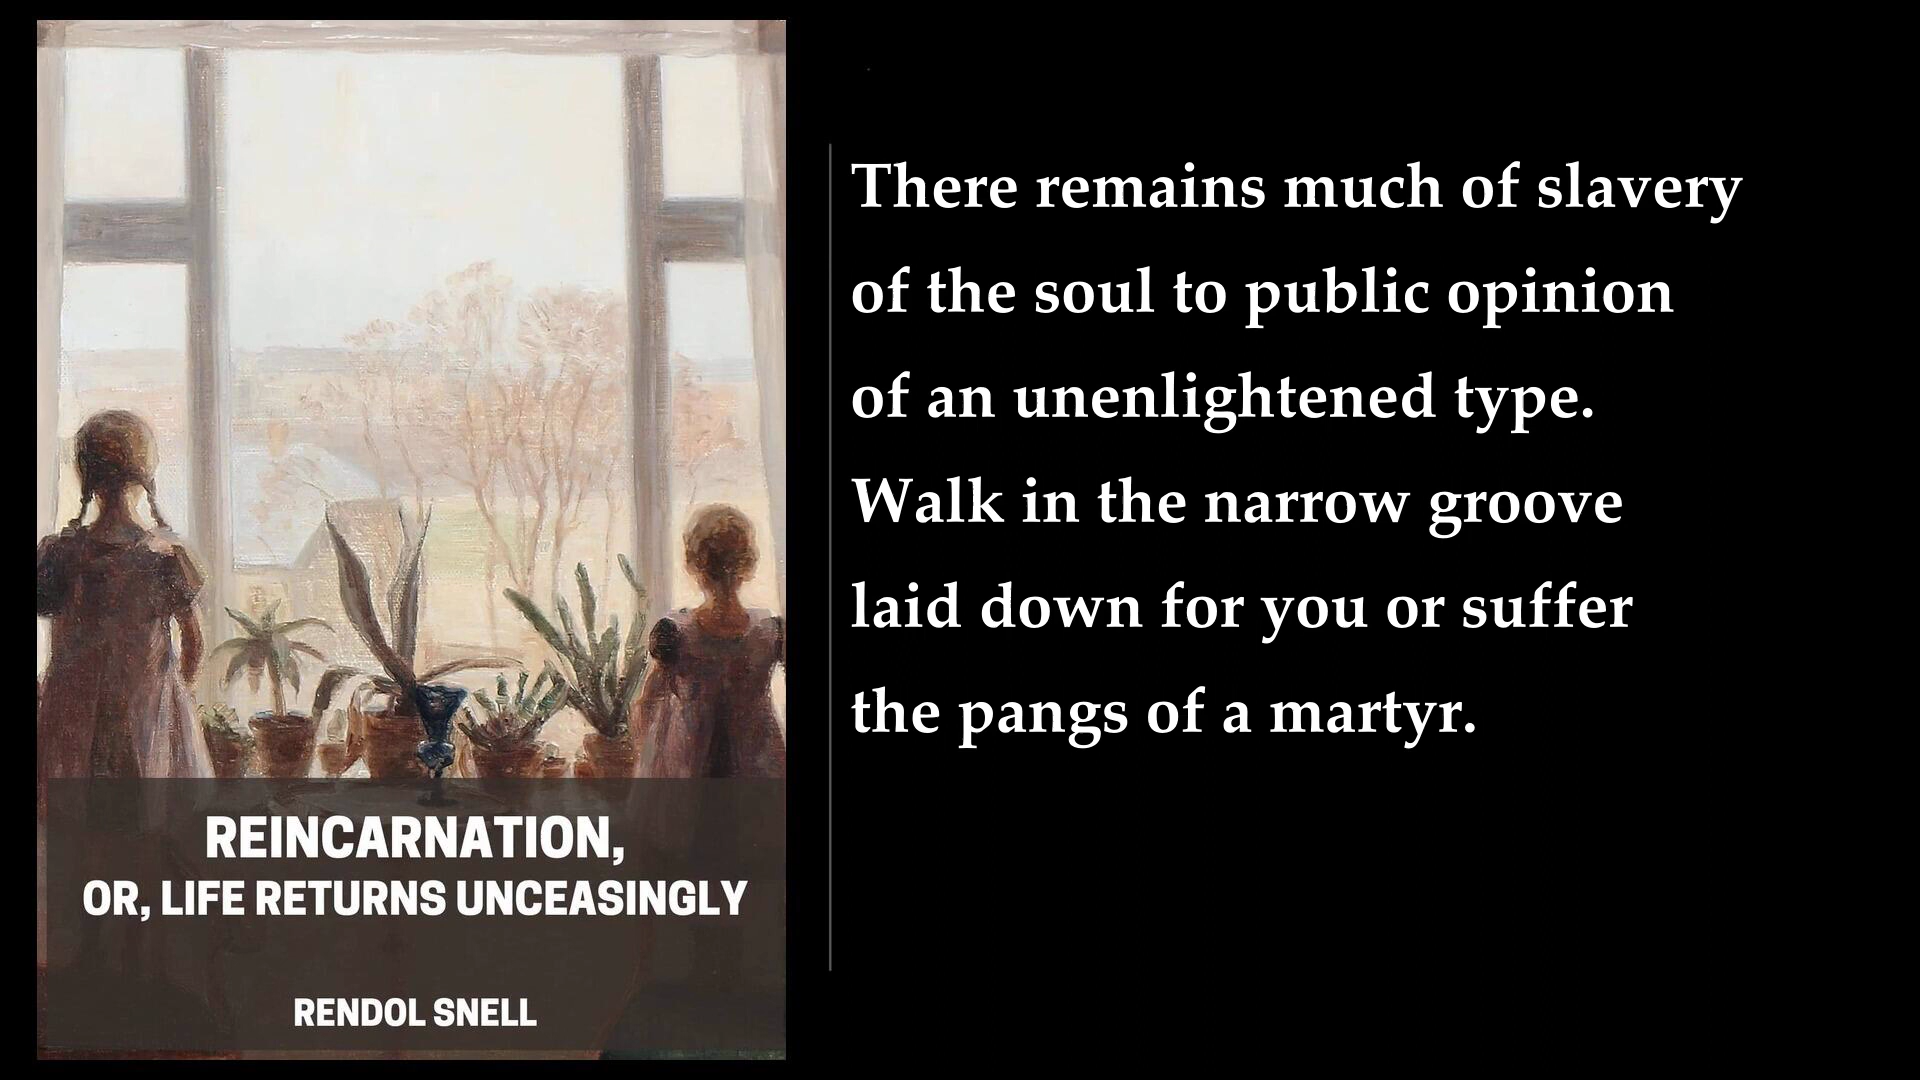 REINCARNATION,
OR, LIFE RETURNS UNCEASINGLY
RENDOL SNELL
There remains much of slavery
of the soul to public opinion
of an unenlightened type.
Walk in the narrow groove
laid down for you or suffer
the pangs of a martyr.